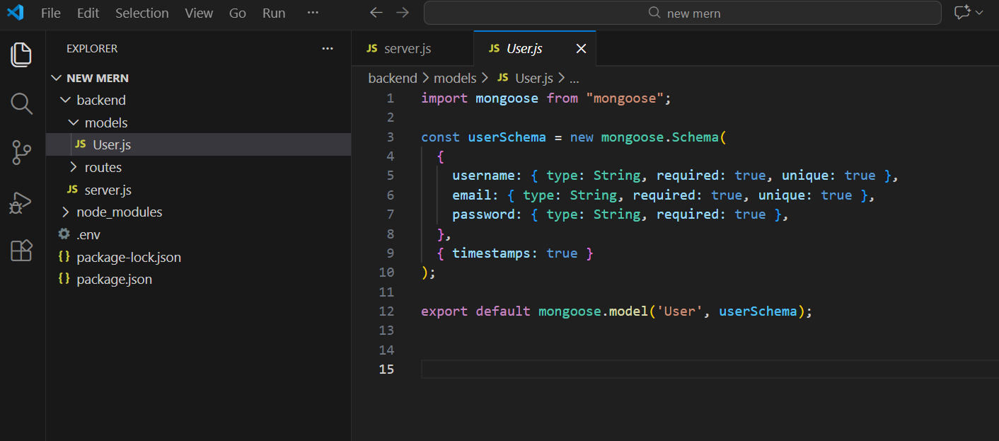 File Edit Selection View Go Run ···
new mern
EXPLORER ···
NEW MERN
backend
models
JS User.js
routes
JS server.js
node_modules
.env
{} package-lock.json
{} package.json
JS server.js JS User.js
backend > models > JS User.js > ...
1 import mongoose from "mongoose";
2
3 const userSchema = new mongoose.Schema(
4 {
5 username: { type: String, required: true, unique: true },
6 email: { type: String, required: true, unique: true },
7 password: { type: String, required: true },
8 },
9 { timestamps: true }
10 );
11
12 export default mongoose.model('User', userSchema);
13
14
15